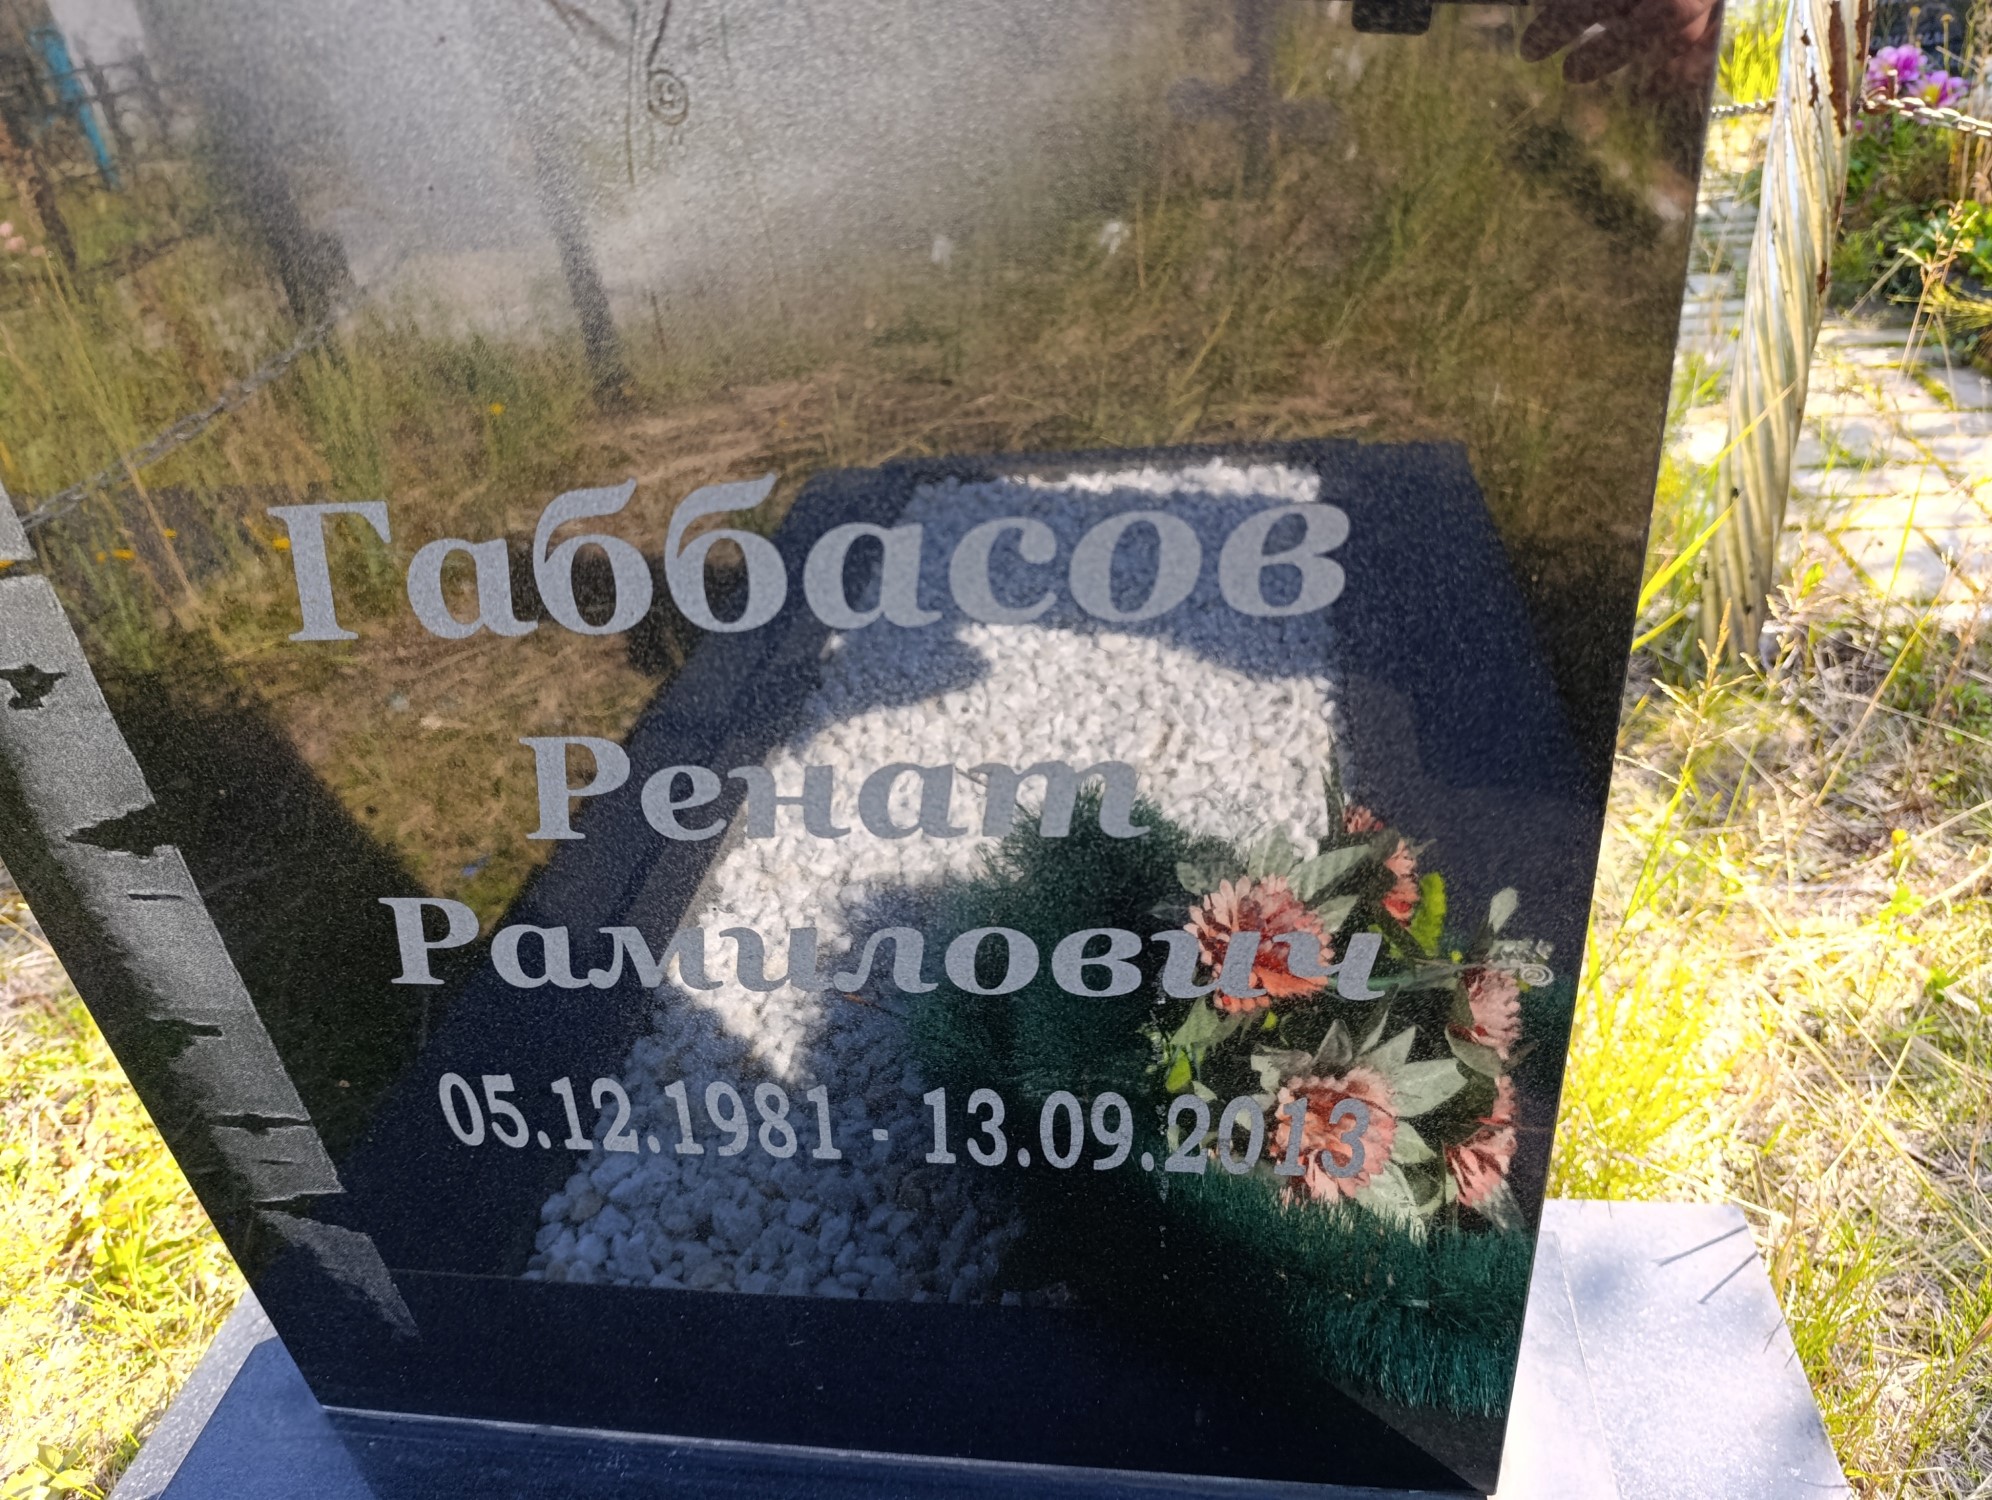 Габбасов
Ренат
Рамилович
05.12.1981 - 13.09.2013